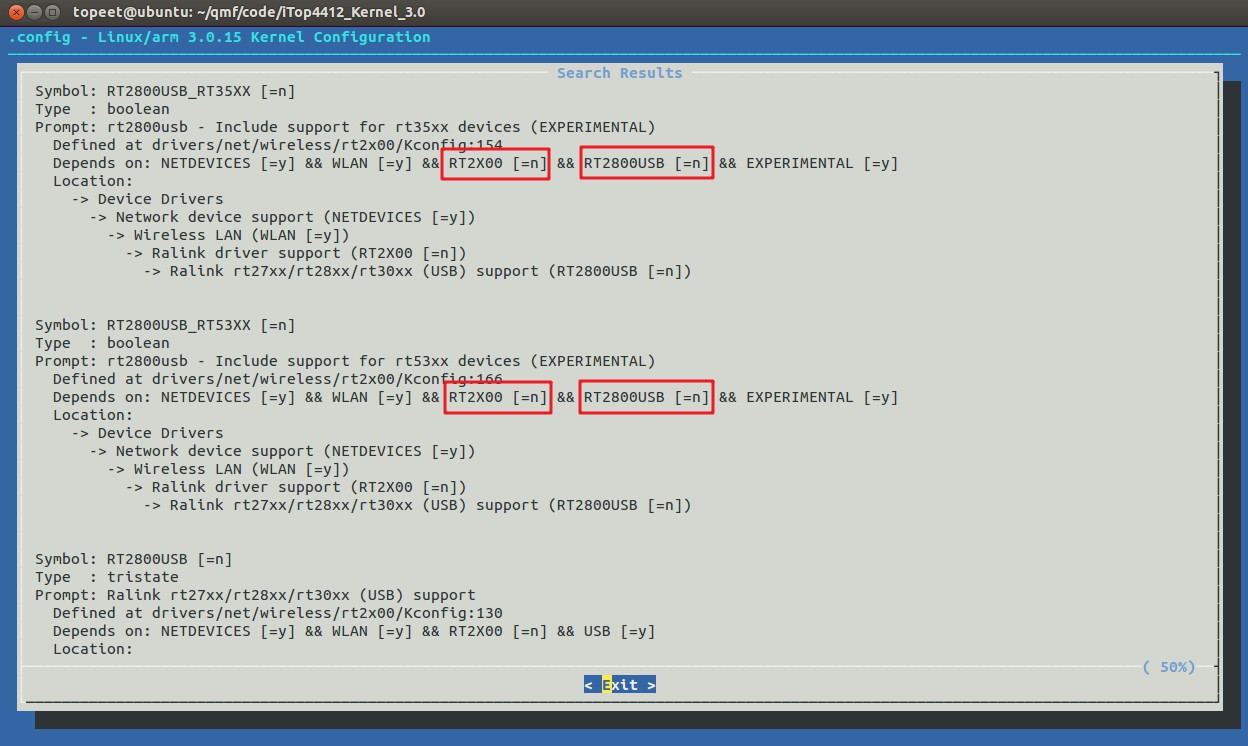 topeet@ubuntu: ~/qmf/code/iTop4412_Kernel_3.0
.config - Linux/arm 3.0.15 Kernel Configuration
Search Results
Symbol: RT2800USB_RT35XX [=n]
Type  : boolean
Prompt: rt2800usb - Include support for rt35xx devices (EXPERIMENTAL)
Defined at drivers/net/wireless/rt2x00/Kconfig:154
Depends on: NETDEVICES [=y] && WLAN [=y] && RT2X00 [=n] && RT2800USB [=n] && EXPERIMENTAL [=y]
Location:
-> Device Drivers
-> Network device support (NETDEVICES [=y])
-> Wireless LAN (WLAN [=y])
-> Ralink driver support (RT2X00 [=n])
-> Ralink rt27xx/rt28xx/rt30xx (USB) support (RT2800USB [=n])
Symbol: RT2800USB_RT53XX [=n]
Type  : boolean
Prompt: rt2800usb - Include support for rt53xx devices (EXPERIMENTAL)
Defined at drivers/net/wireless/rt2x00/Kconfig:166
Depends on: NETDEVICES [=y] && WLAN [=y] && RT2X00 [=n] && RT2800USB [=n] && EXPERIMENTAL [=y]
Location:
-> Device Drivers
-> Network device support (NETDEVICES [=y])
-> Wireless LAN (WLAN [=y])
-> Ralink driver support (RT2X00 [=n])
-> Ralink rt27xx/rt28xx/rt30xx (USB) support (RT2800USB [=n])
Symbol: RT2800USB [=n]
Type  : tristate
Prompt: Ralink rt27xx/rt28xx/rt30xx (USB) support
Defined at drivers/net/wireless/rt2x00/Kconfig:130
Depends on: NETDEVICES [=y] && WLAN [=y] && RT2X00 [=n] && USB [=y]
Location:
( 50%)
< Exit >